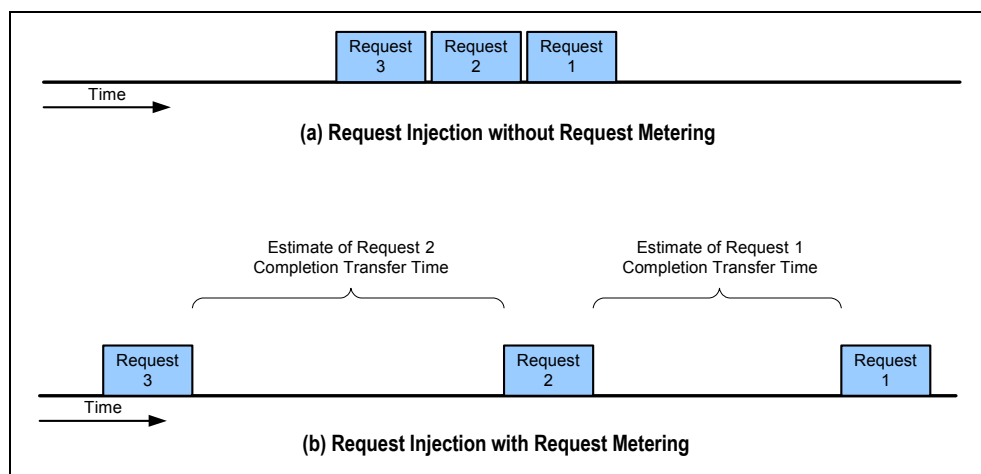 Request
3
Request
2
Request
1
Time
(a) Request Injection without Request Metering
Estimate of Request 2
Completion Transfer Time
Estimate of Request 1
Completion Transfer Time
Request
3
Request
2
Request
1
Time
(b) Request Injection with Request Metering